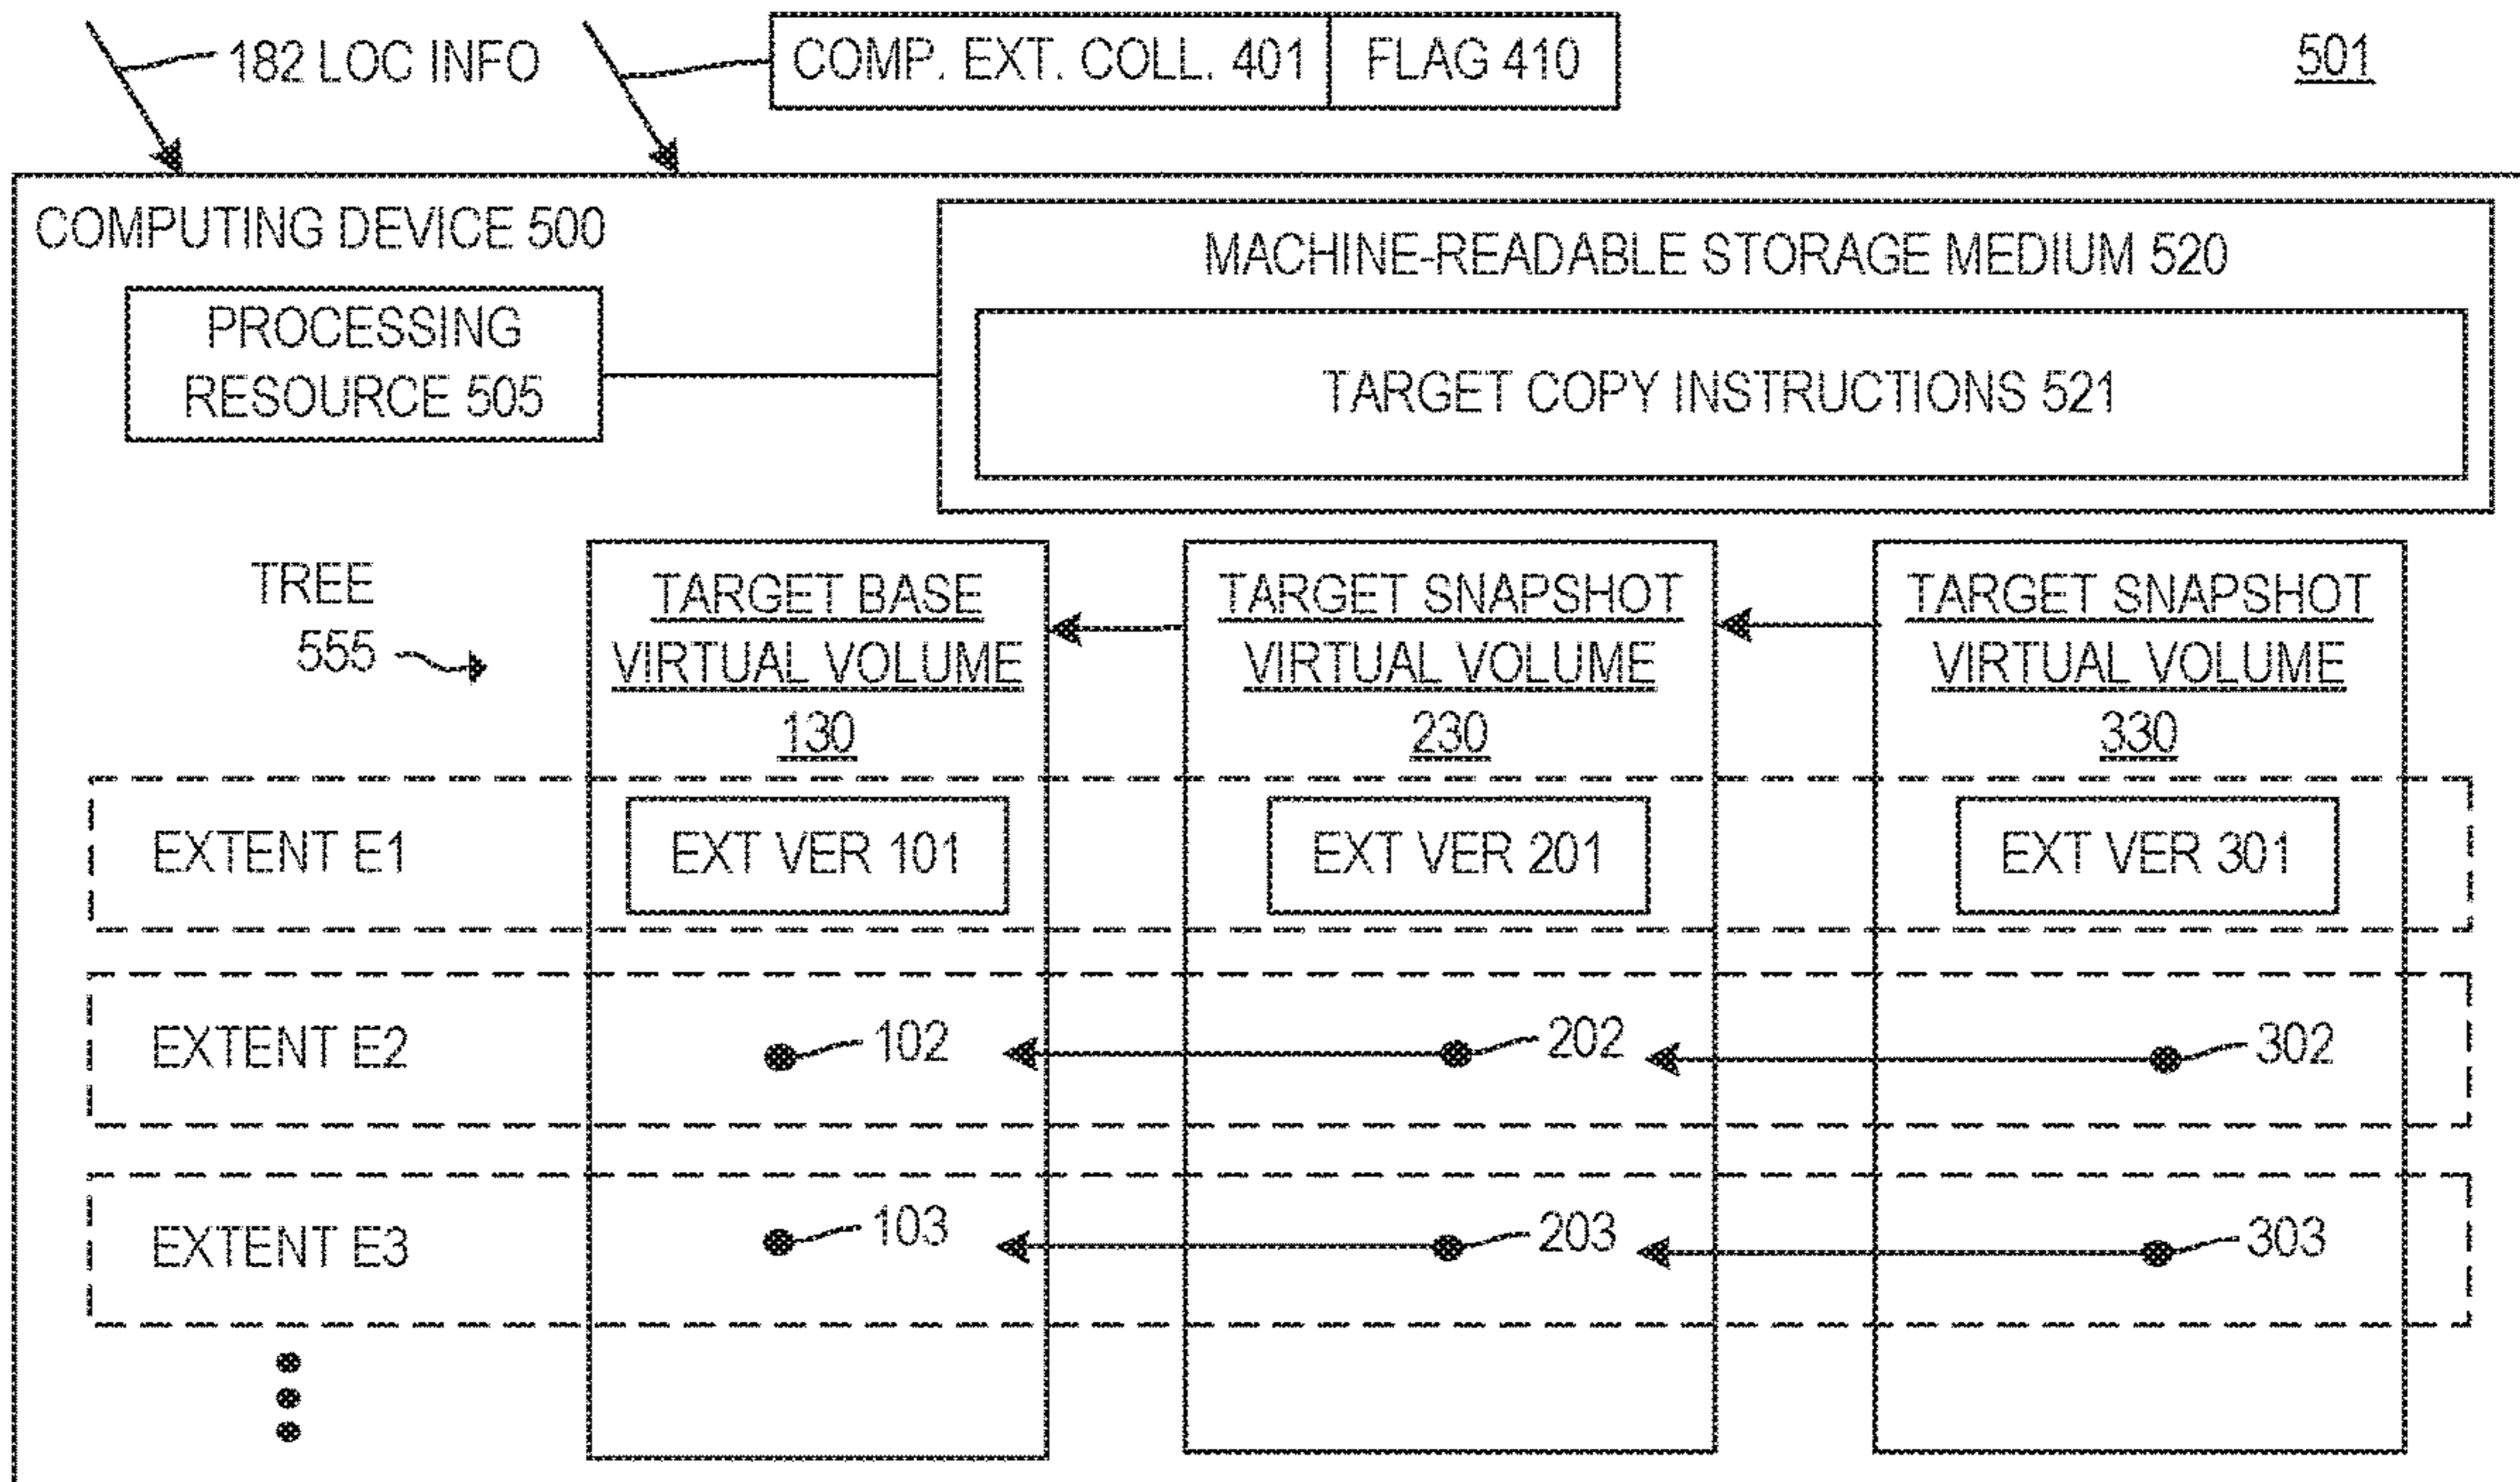 182 LOC INFO
COMP. EXT. COLL. 401
FLAG 410
501
COMPUTING DEVICE 500
PROCESSING
RESOURCE 505
MACHINE-READABLE STORAGE MEDIUM 520
TARGET COPY INSTRUCTIONS 521
TREE
555
TARGET BASE
VIRTUAL VOLUME
130
TARGET SNAPSHOT
VIRTUAL VOLUME
230
TARGET SNAPSHOT
VIRTUAL VOLUME
330
EXTENT E1
EXT VER 101
EXT VER 201
EXT VER 301
EXTENT E2
102
202
302
EXTENT E3
103
203
303